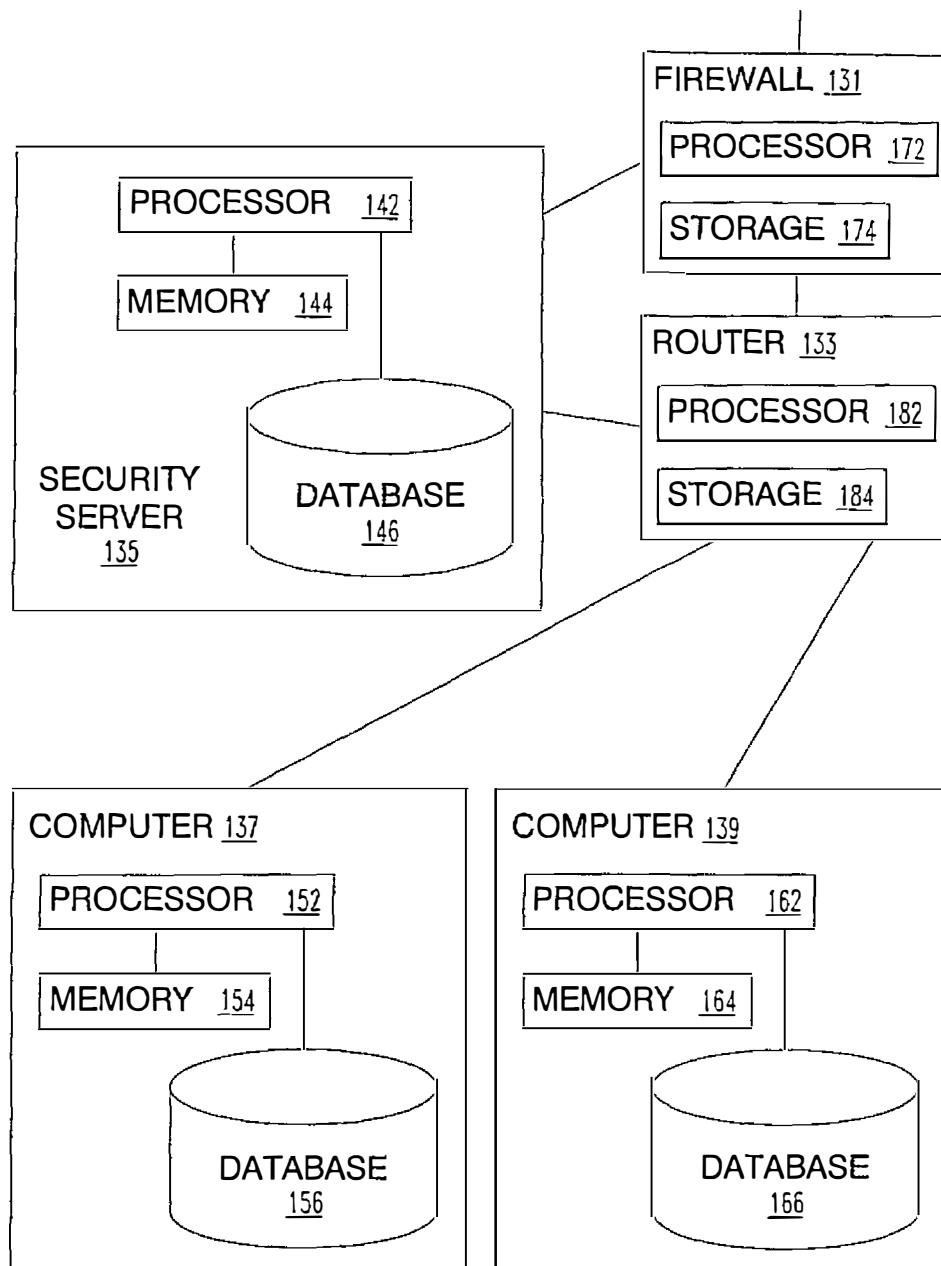 FIREWALL 131
PROCESSOR 172
STORAGE 174
PROCESSOR 142
MEMORY 144
DATABASE
146
SECURITY
SERVER
135
ROUTER 133
PROCESSOR 182
STORAGE 184
COMPUTER 137
PROCESSOR 152
MEMORY 154
DATABASE
156
COMPUTER 139
PROCESSOR 162
MEMORY 164
DATABASE
166